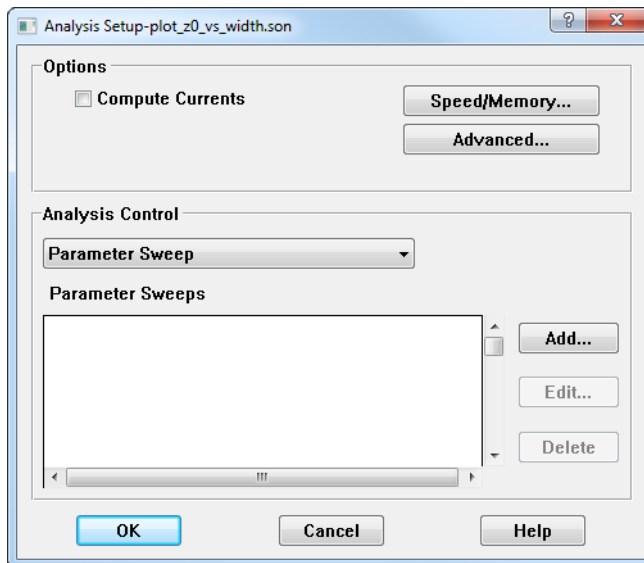 Analysis Setup-plot_z0_vs_width.son
Options
Compute Currents
Speed/Memory...
Advanced...
Analysis Control
Parameter Sweep
Parameter Sweeps
Add...
Edit...
Delete
OK
Cancel
Help